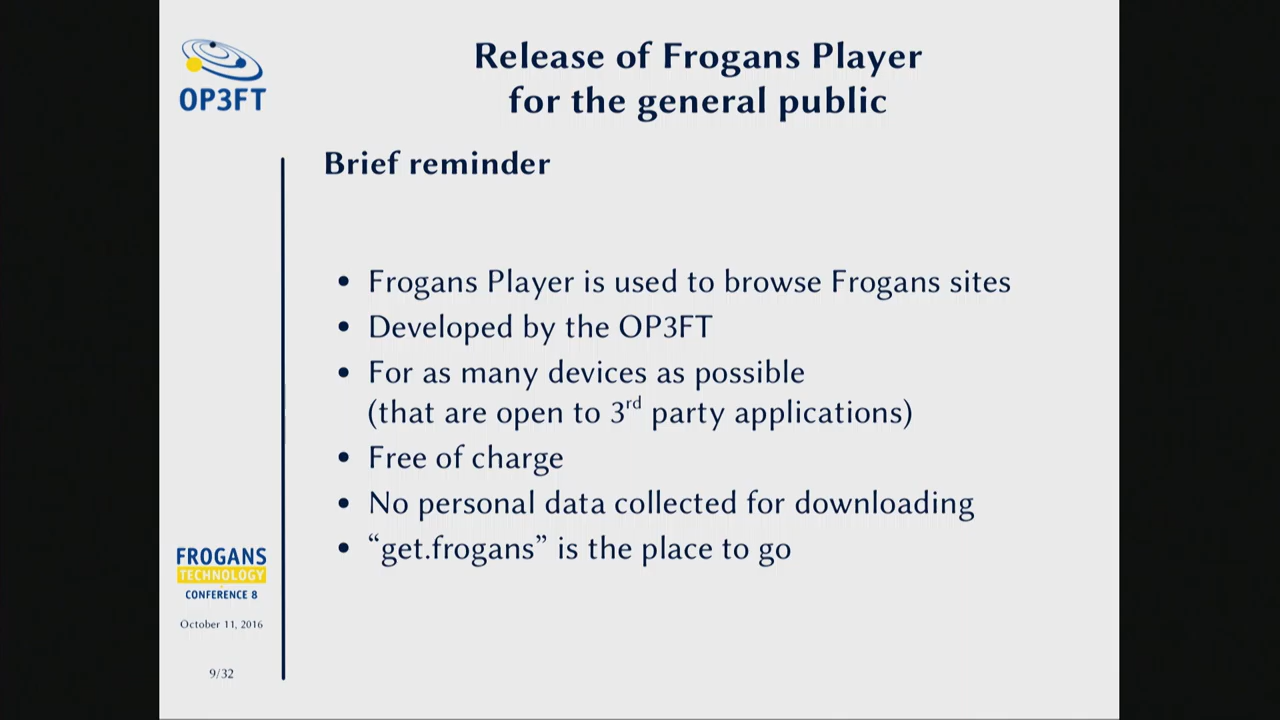 OP3FT
Release of Frogans Player
for the general public
Brief reminder
• Frogans Player is used to browse Frogans sites
• Developed by the OP3FT
• For as many devices as possible
(that are open to 3rd party applications)
• Free of charge
• No personal data collected for downloading
• “get.frogans” is the place to go
FROGANS
TECHNOLOGY
CONFERENCE 8
October 11, 2016
9/32